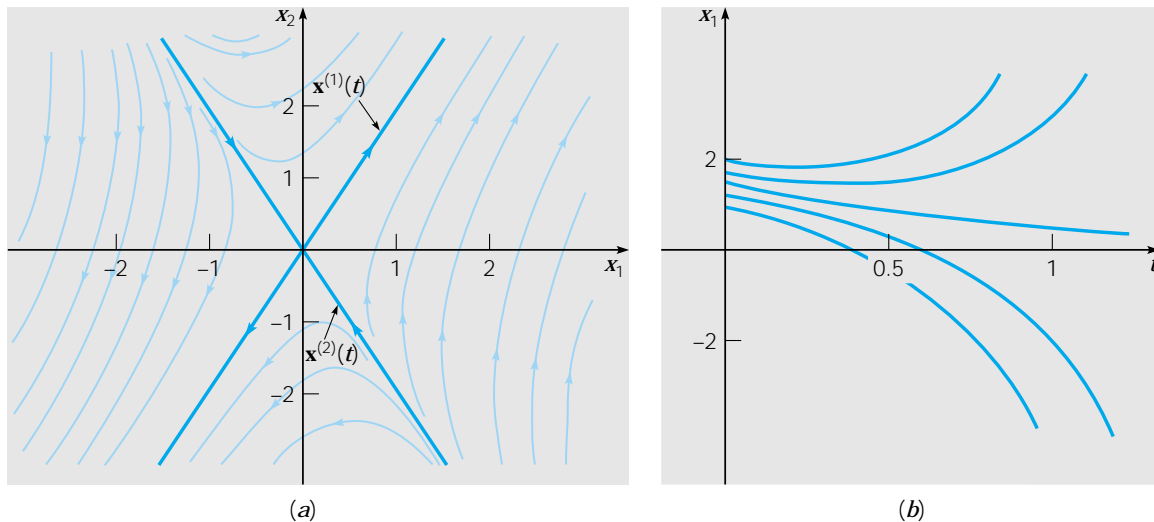 x₂
x⁽¹⁾(t)
2
1
–2
–1
1
2
x₁
–1
x⁽²⁾(t)
–2
(a)
x₁
2
0.5
1
t
–2
(b)